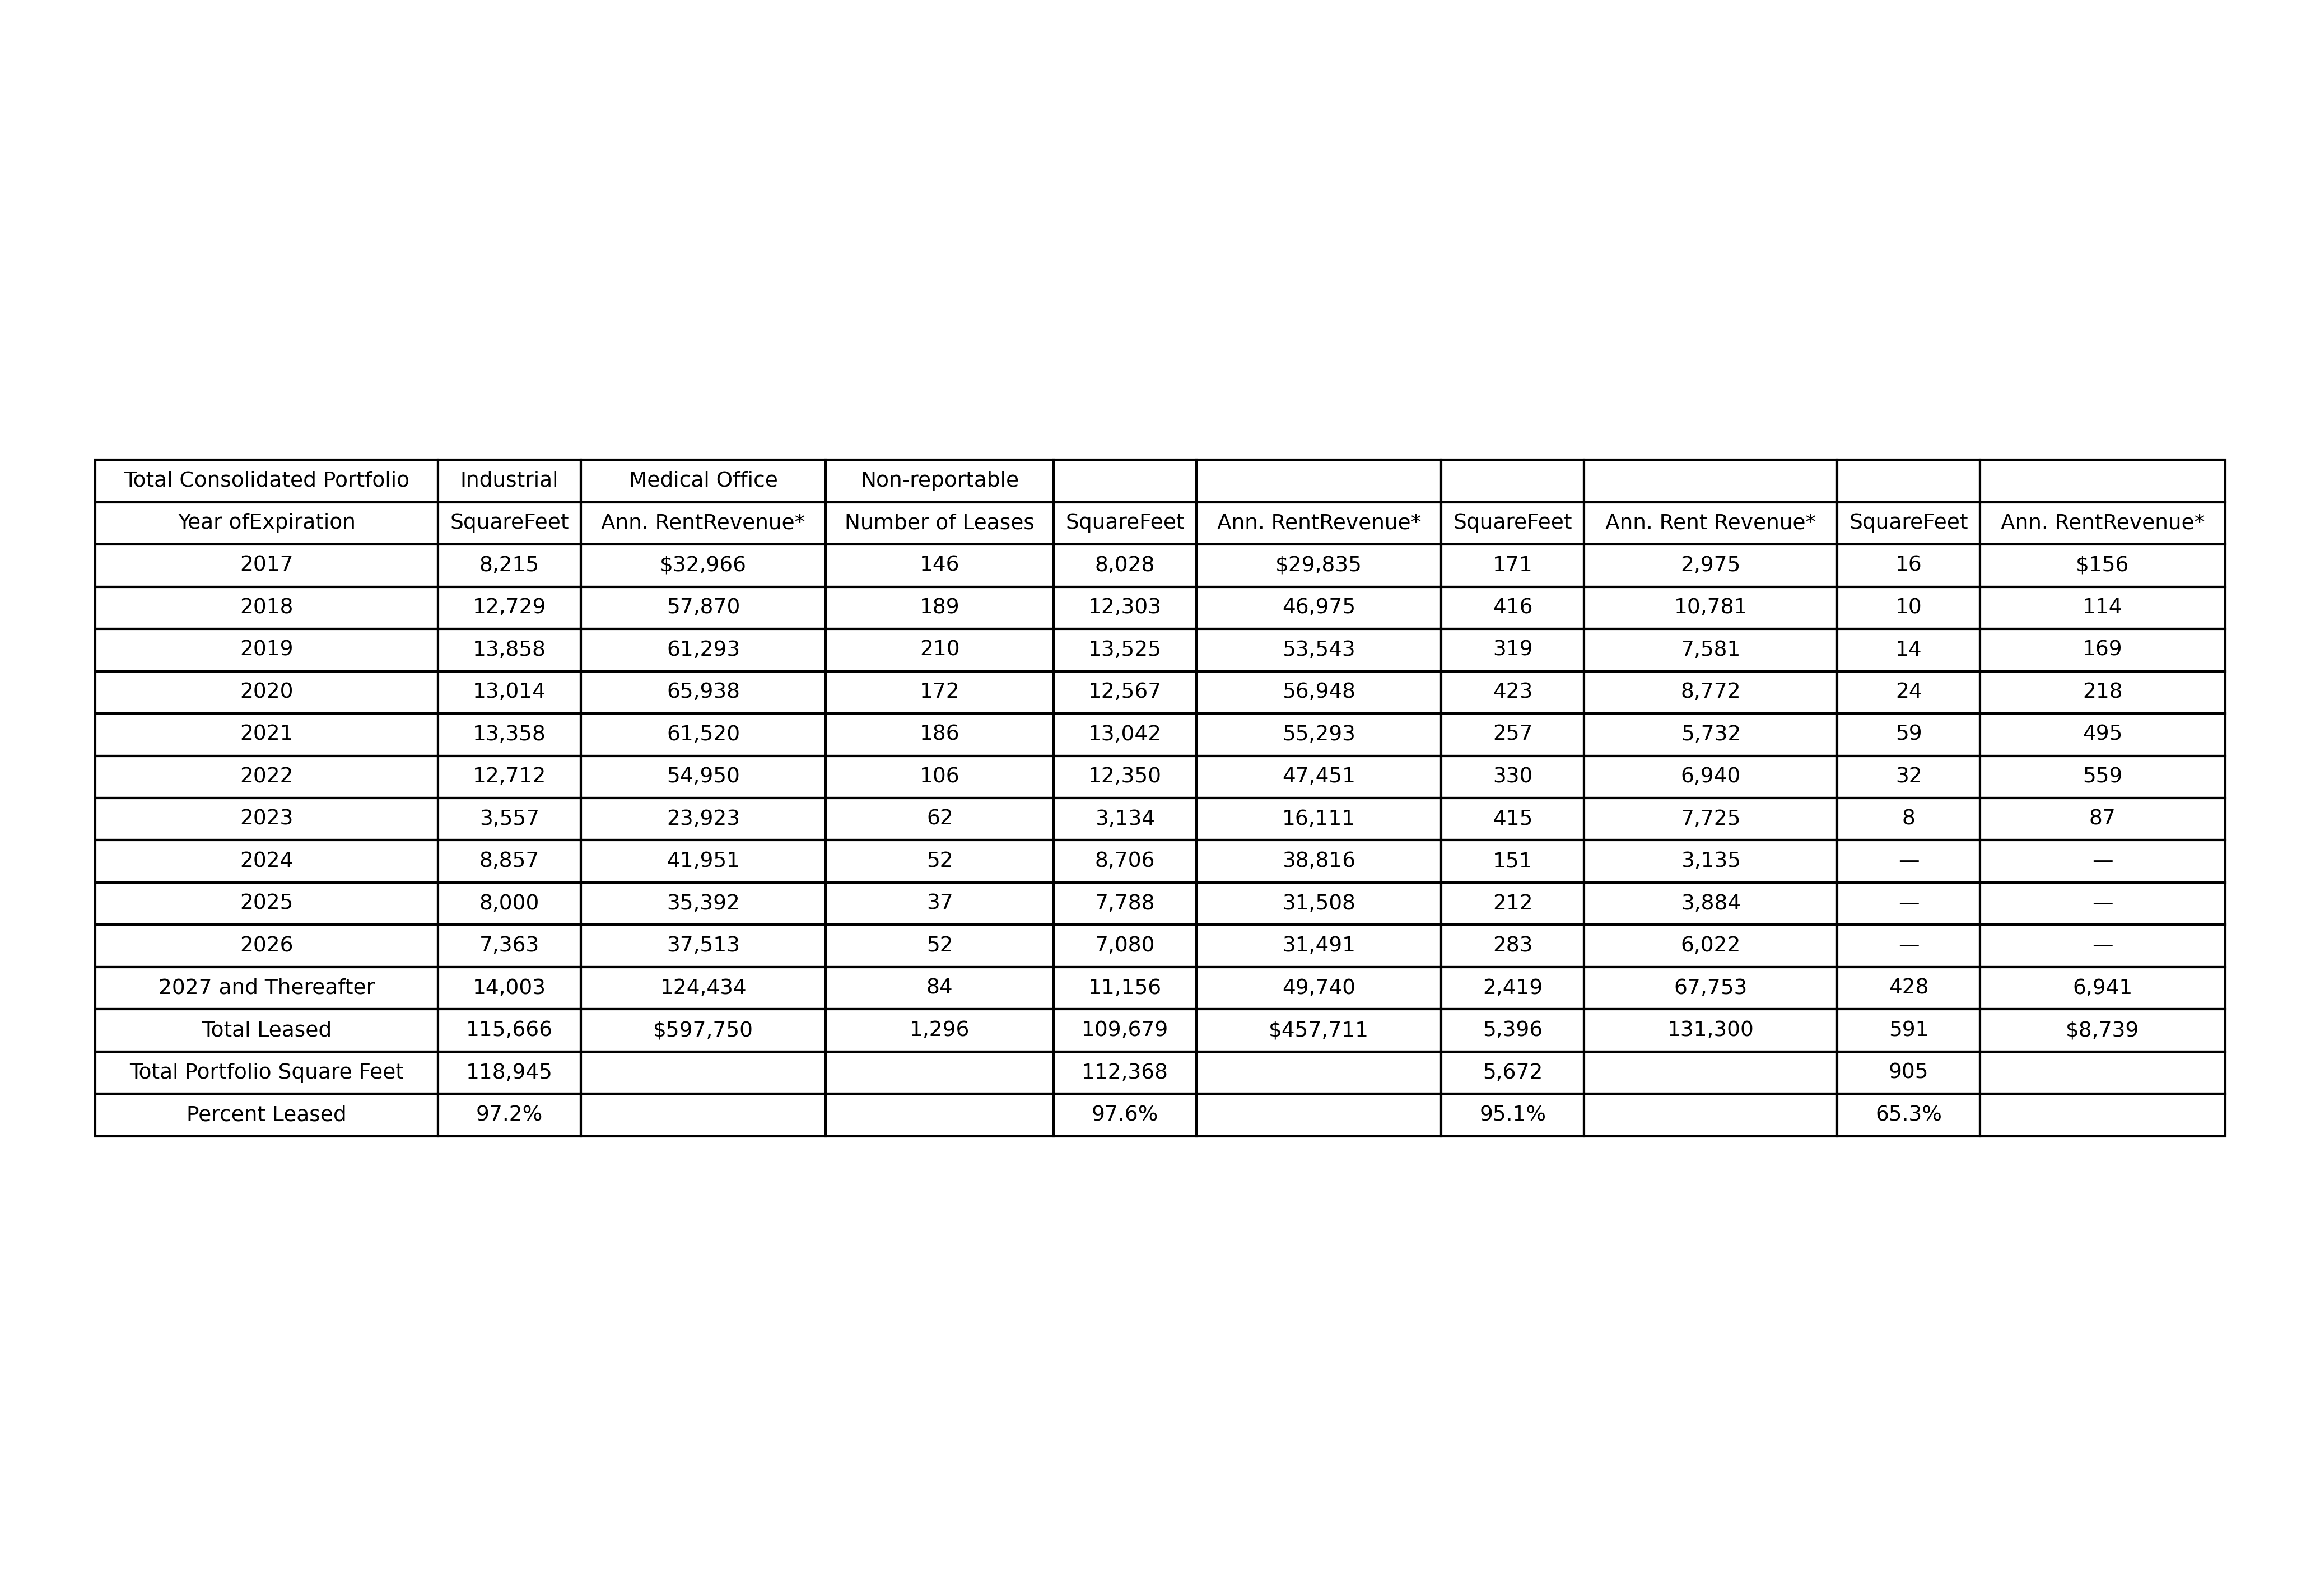 Total Consolidated Portfolio Industrial Medical Office Non-reportable
Year ofExpiration SquareFeet Ann. RentRevenue* Number of Leases SquareFeet Ann. RentRevenue* SquareFeet Ann. Rent Revenue* SquareFeet Ann. RentRevenue*
2017 8,215 $32,966 146 8,028 $29,835 171 2,975 16 $156
2018 12,729 57,870 189 12,303 46,975 416 10,781 10 114
2019 13,858 61,293 210 13,525 53,543 319 7,581 14 169
2020 13,014 65,938 172 12,567 56,948 423 8,772 24 218
2021 13,358 61,520 186 13,042 55,293 257 5,732 59 495
2022 12,712 54,950 106 12,350 47,451 330 6,940 32 559
2023 3,557 23,923 62 3,134 16,111 415 7,725 8 87
2024 8,857 41,951 52 8,706 38,816 151 3,135 — —
2025 8,000 35,392 37 7,788 31,508 212 3,884 — —
2026 7,363 37,513 52 7,080 31,491 283 6,022 — —
2027 and Thereafter 14,003 124,434 84 11,156 49,740 2,419 67,753 428 6,941
Total Leased 115,666 $597,750 1,296 109,679 $457,711 5,396 131,300 591 $8,739
Total Portfolio Square Feet 118,945 112,368 5,672 905
Percent Leased 97.2% 97.6% 95.1% 65.3%